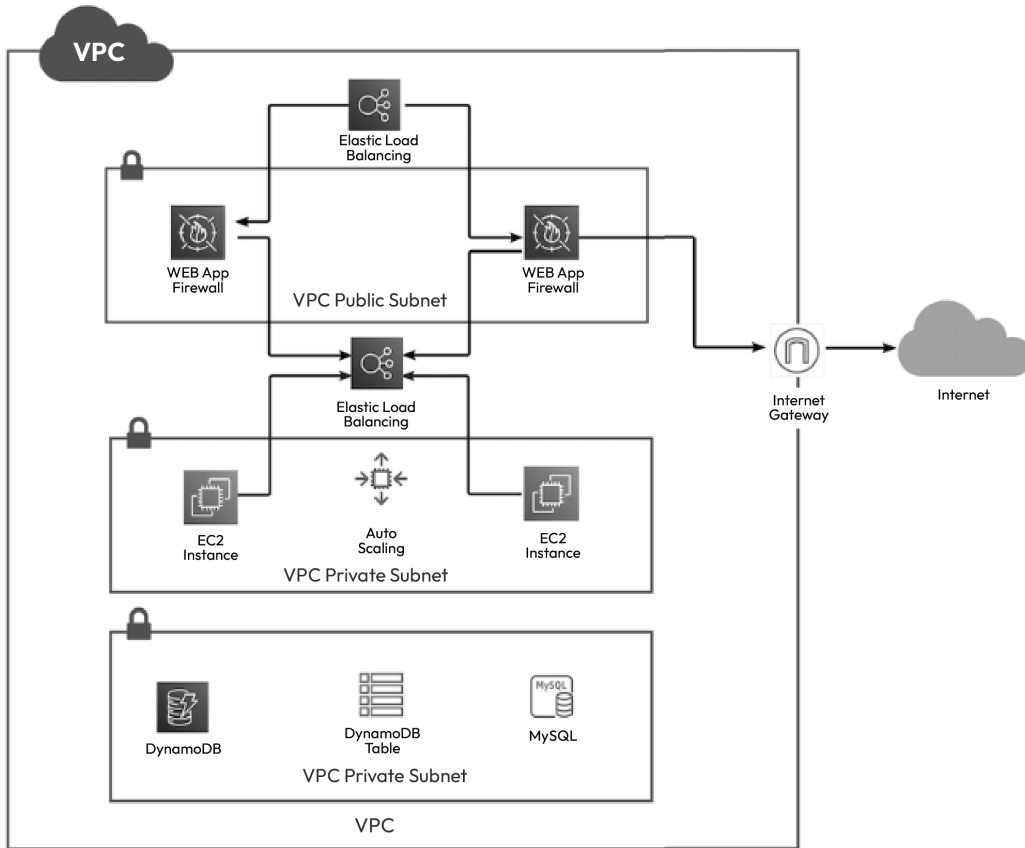 VPC
Elastic Load
Balancing
WEB App
Firewall
WEB App
Firewall
VPC Public Subnet
Elastic Load
Balancing
Internet
Gateway
Internet
EC2
Instance
Auto
Scaling
EC2
Instance
VPC Private Subnet
DynamoDB
DynamoDB
Table
MySQL
MySQL
VPC Private Subnet
VPC